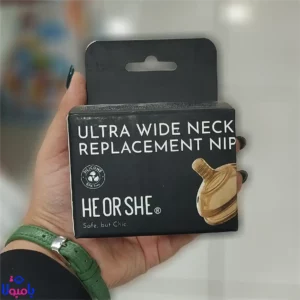 ULTRA WIDE NECK
REPLACEMENT NIP
HE OR SHE®
Safe, but Chic.